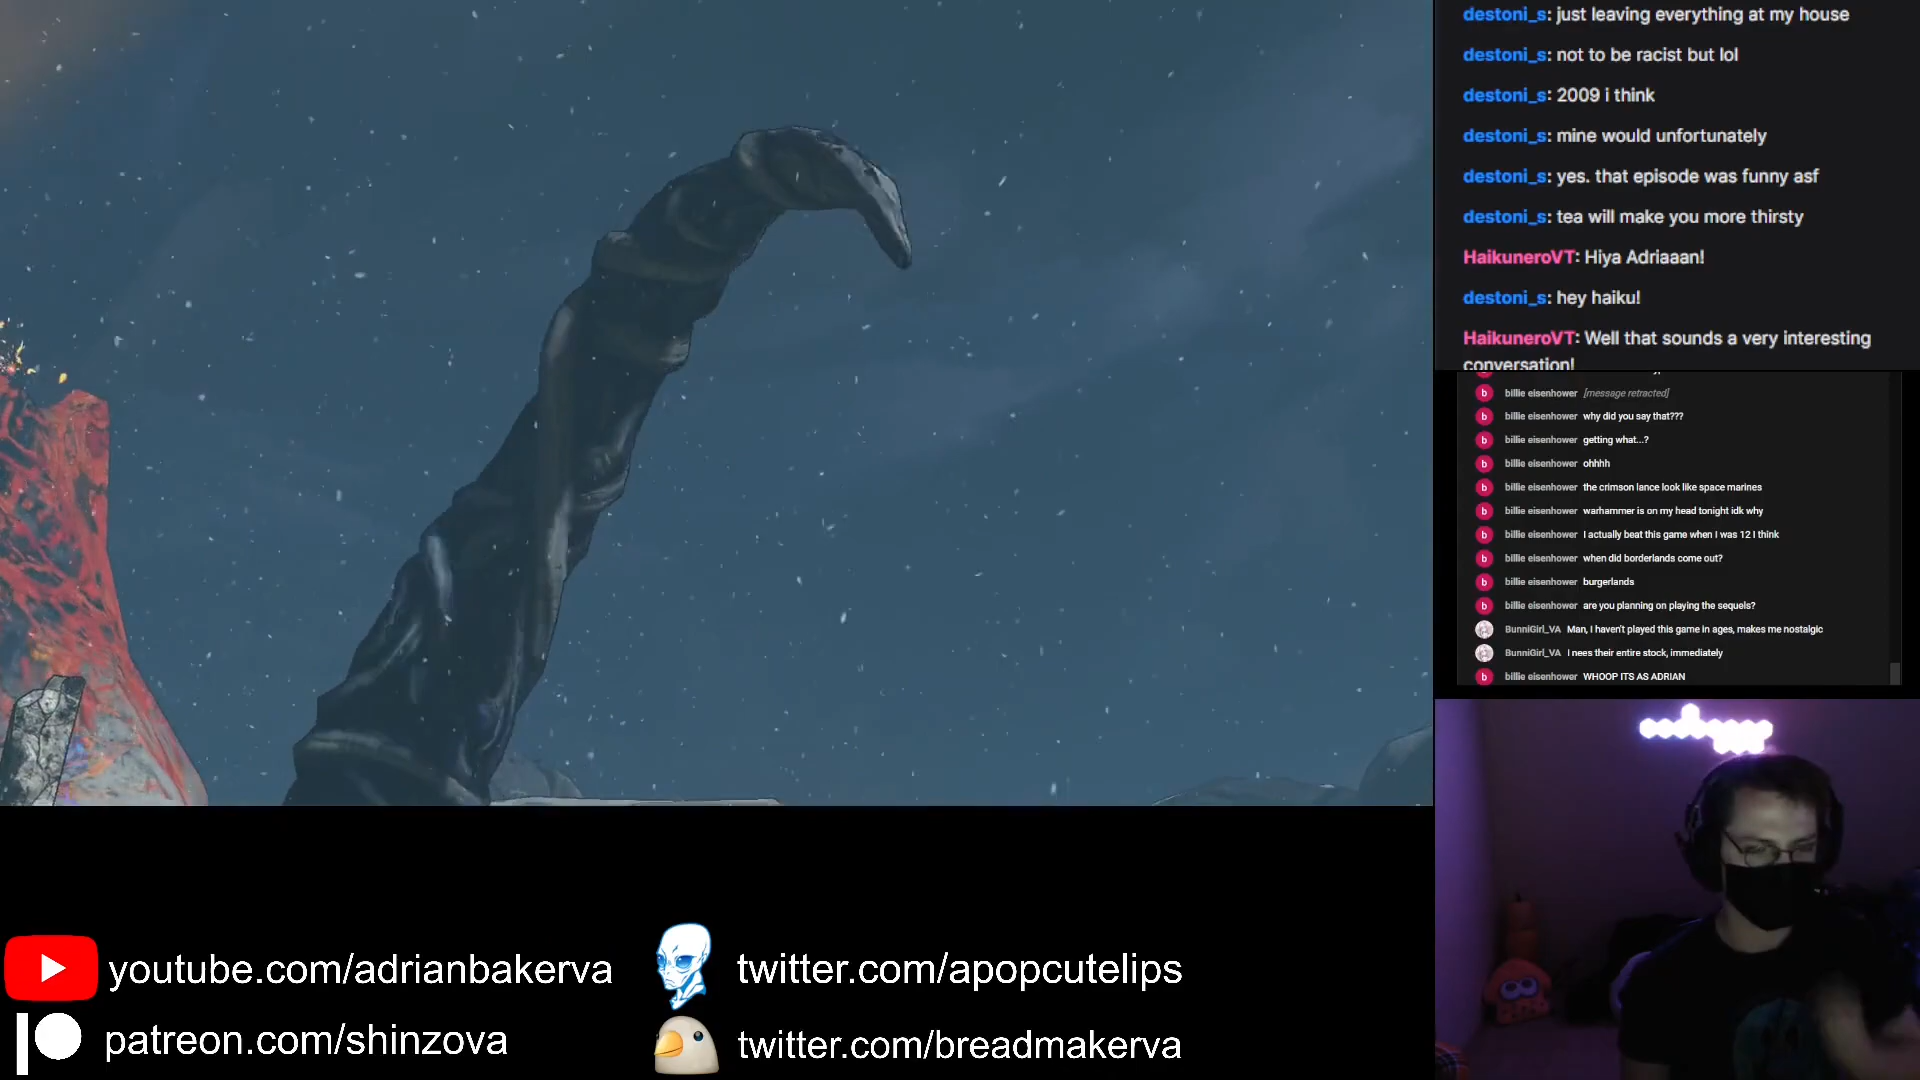 destoni_s: just leaving everything at my house
destoni_s: not to be racist but lol
destoni_s: 2009 i think
destoni_s: mine would unfortunately
destoni_s: yes. that episode was funny asf
destoni_s: tea will make you more thirsty
HaikuneroVT: Hiya Adriaaan!
destoni_s: hey haiku!
HaikuneroVT: Well that sounds a very interesting
conversation!
b billie eisenhower [message retracted]
b billie eisenhower why did you say that???
b billie eisenhower getting what...?
b billie eisenhower ohhhh
b billie eisenhower the crimson lance look like space marines
b billie eisenhower warhammer is on my head tonight idk why
b billie eisenhower I actually beat this game when I was 12 I think
b billie eisenhower when did borderlands come out?
b billie eisenhower burgerlands
b billie eisenhower are you planning on playing the sequels?
BunniGirl_VA Man, I haven't played this game in ages, makes me nostalgic
BunniGirl_VA I nees their entire stock, immediately
b billie eisenhower WHOOP ITS AS ADRIAN
youtube.com/adrianbakerva
twitter.com/apopcutelips
patreon.com/shinzova
twitter.com/breadmakerva